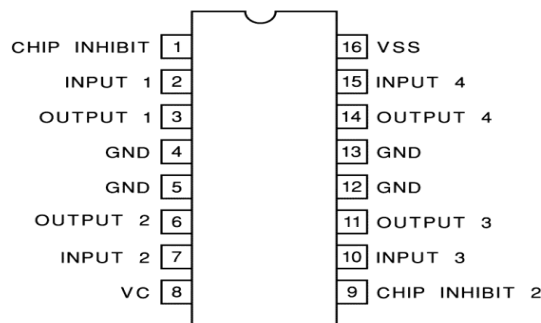 CHIP INHIBIT 1 16 VSS
INPUT 1 2 15 INPUT 4
OUTPUT 1 3 14 OUTPUT 4
GND 4 13 GND
GND 5 12 GND
OUTPUT 2 6 11 OUTPUT 3
INPUT 2 7 10 INPUT 3
VC 8 9 CHIP INHIBIT 2